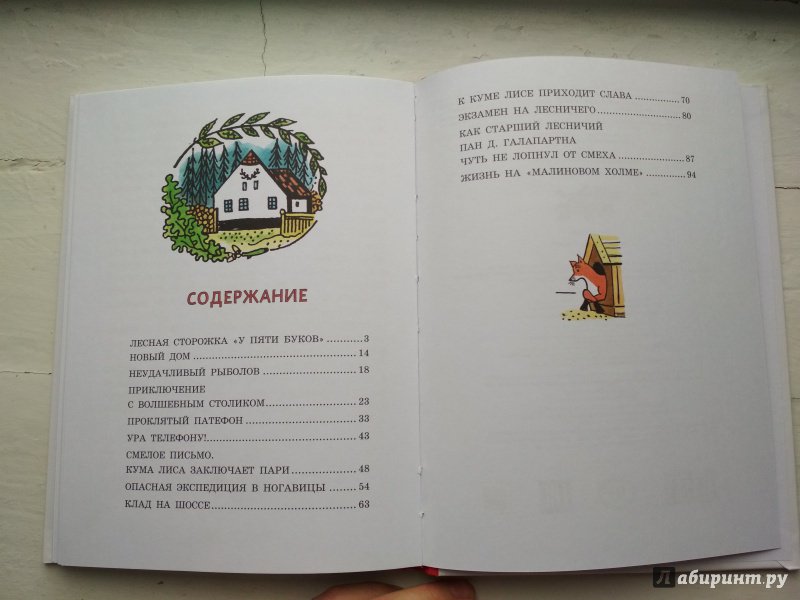 СОДЕРЖАНИЕ
ЛЕСНАЯ СТОРОЖКА «У ПЯТИ БУКОВ» ........ 3
НОВЫЙ ДОМ ........ 14
НЕУДАЧЛИВЫЙ РЫБОЛОВ ........ 18
ПРИКЛЮЧЕНИЕ
С ВОЛШЕБНЫМ СТОЛИКОМ ........ 23
ПРОКЛЯТЫЙ ПАТЕФОН ........ 33
УРА ТЕЛЕФОНУ! ........ 43
СМЕЛОЕ ПИСЬМО.
КУМА ЛИСА ЗАКЛЮЧАЕТ ПАРИ ........ 48
ОПАСНАЯ ЭКСПЕДИЦИЯ В НОГАВИЦЫ ........ 54
КЛАД НА ШОССЕ ........ 63
К КУМЕ ЛИСЕ ПРИХОДИТ СЛАВА ........ 70
ЭКЗАМЕН НА ЛЕСНИЧЕГО ........ 80
КАК СТАРШИЙ ЛЕСНИЧИЙ
ПАН Д. ГАЛАПАРТНА
ЧУТЬ НЕ ЛОПНУЛ ОТ СМЕХА ........ 87
ЖИЗНЬ НА «МАЛИНОВОМ ХОЛМЕ» ........ 94
Лабиринт.ру